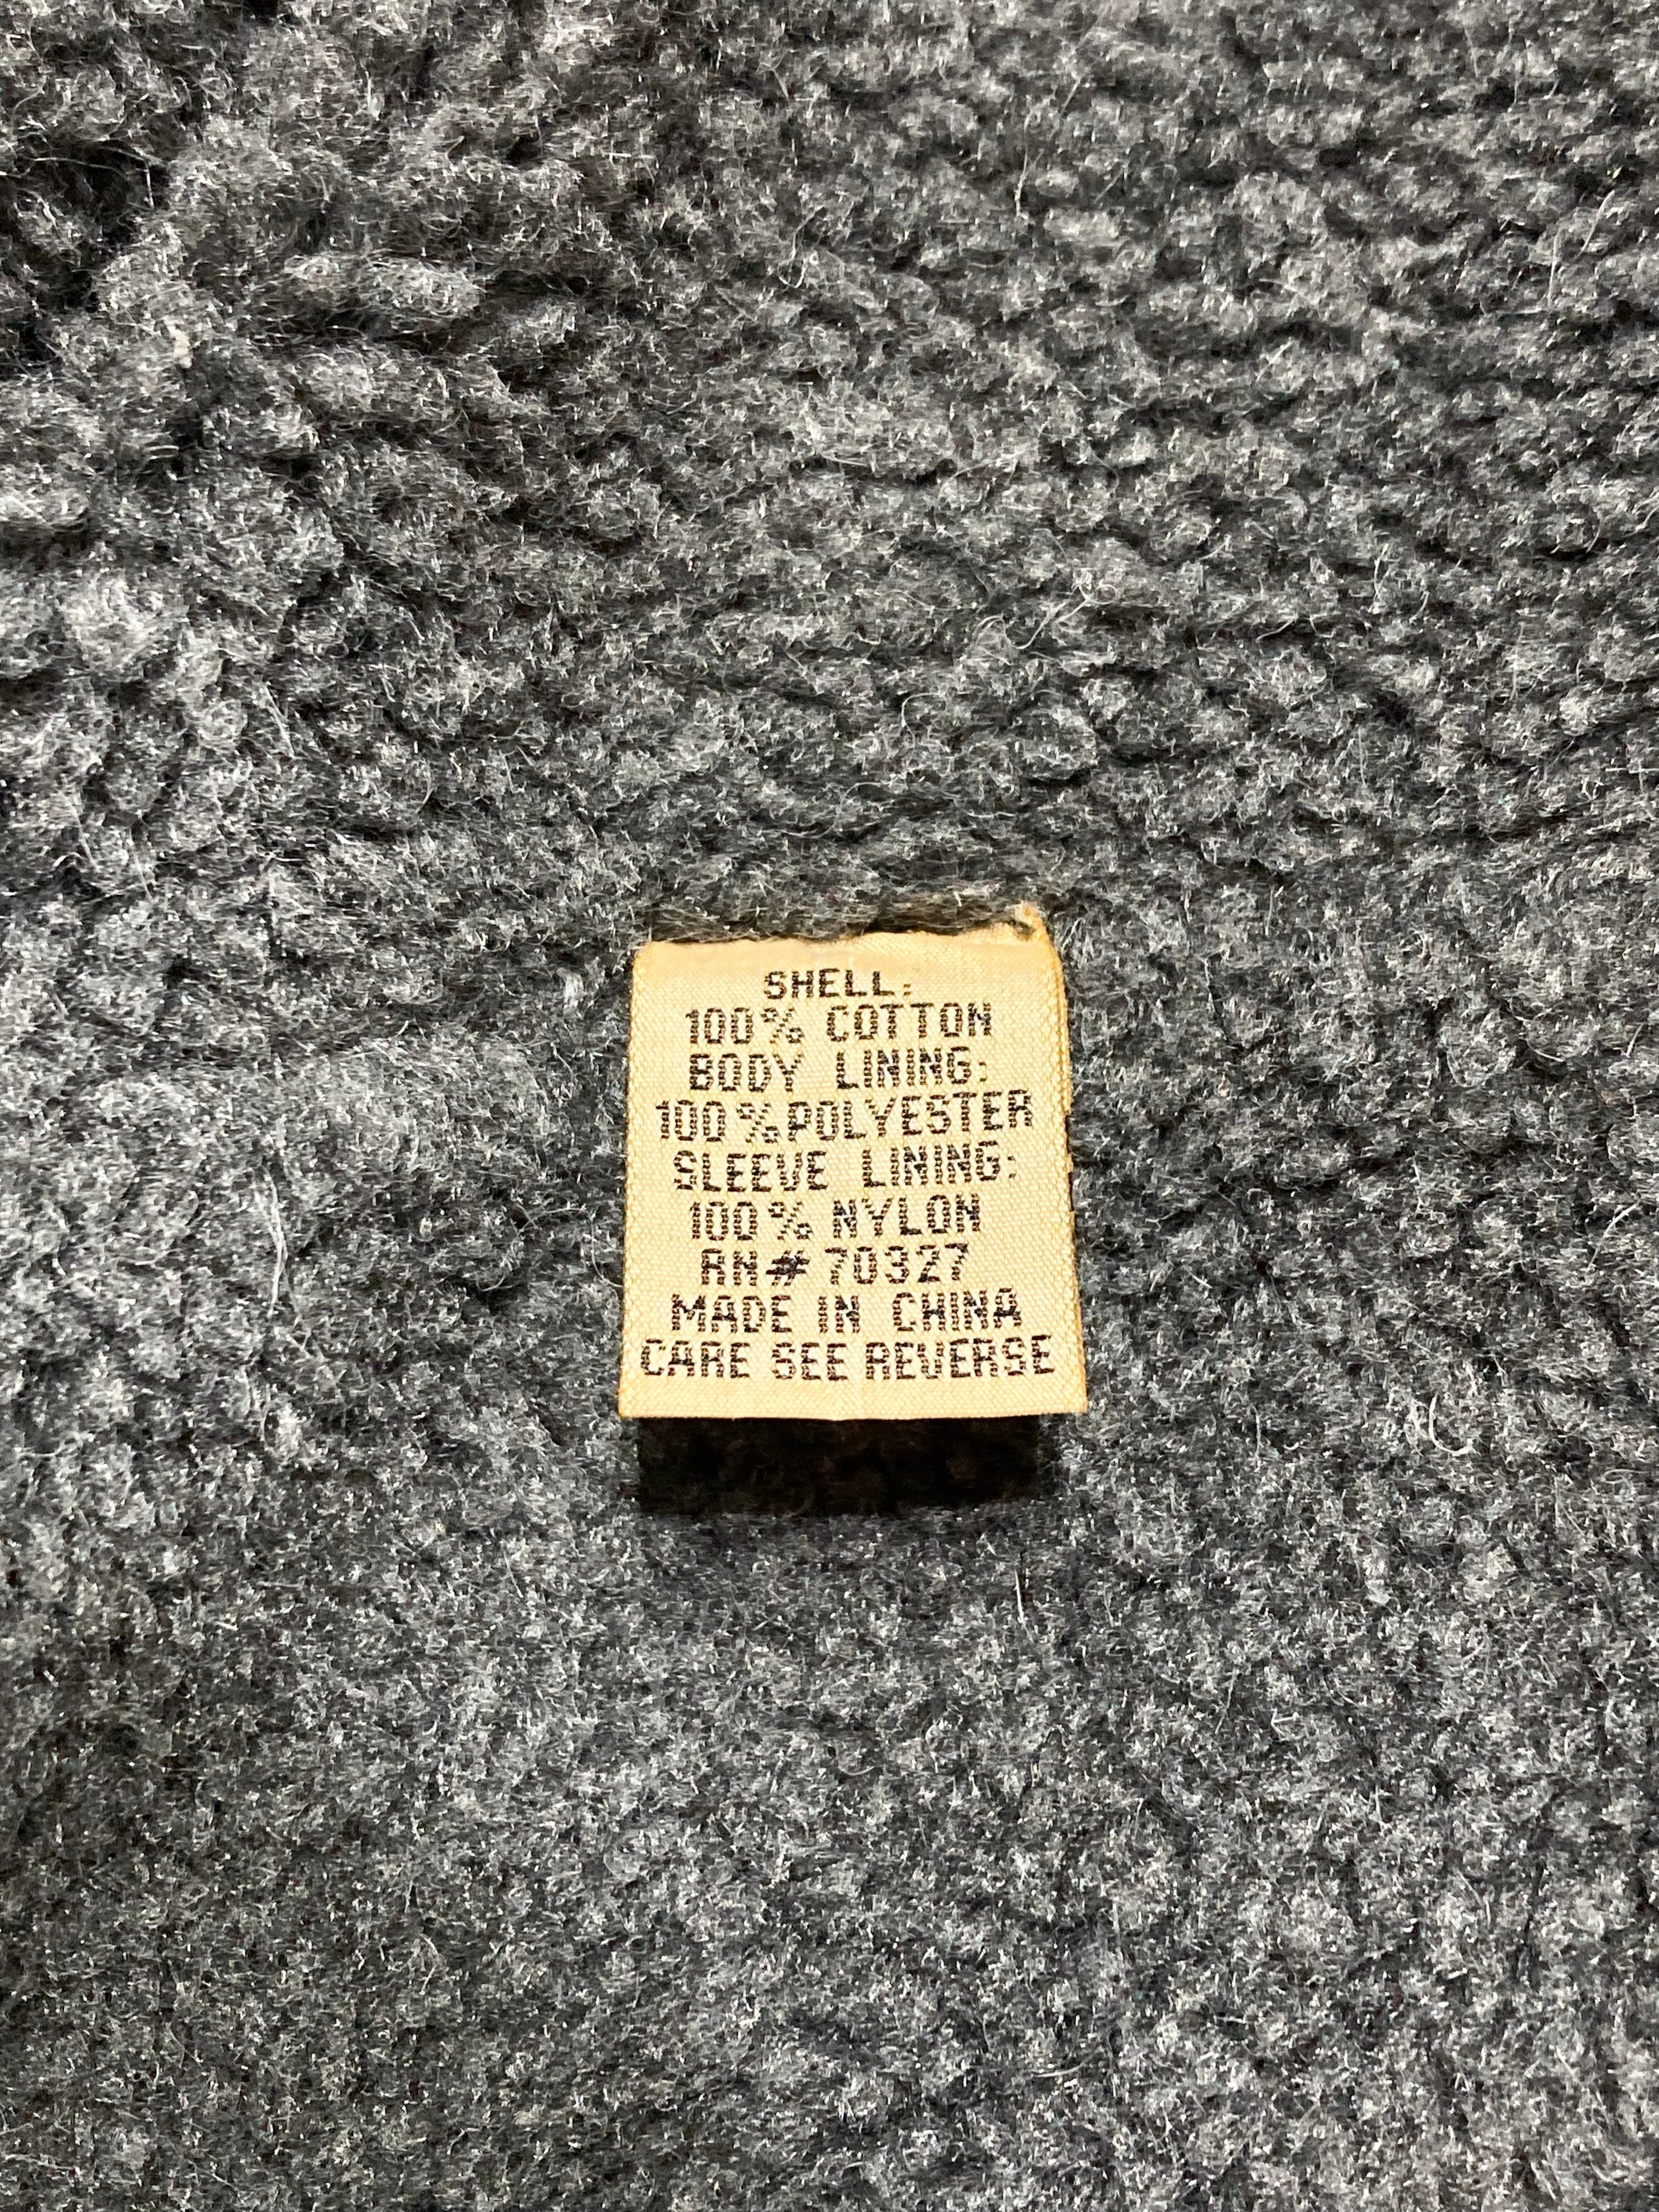 SHELL:
100% COTTON
BODY LINING:
100%POLYESTER
SLEEVE LINING:
100% NYLON
RN#70327
MADE IN CHINA
CARE SEE REVERSE